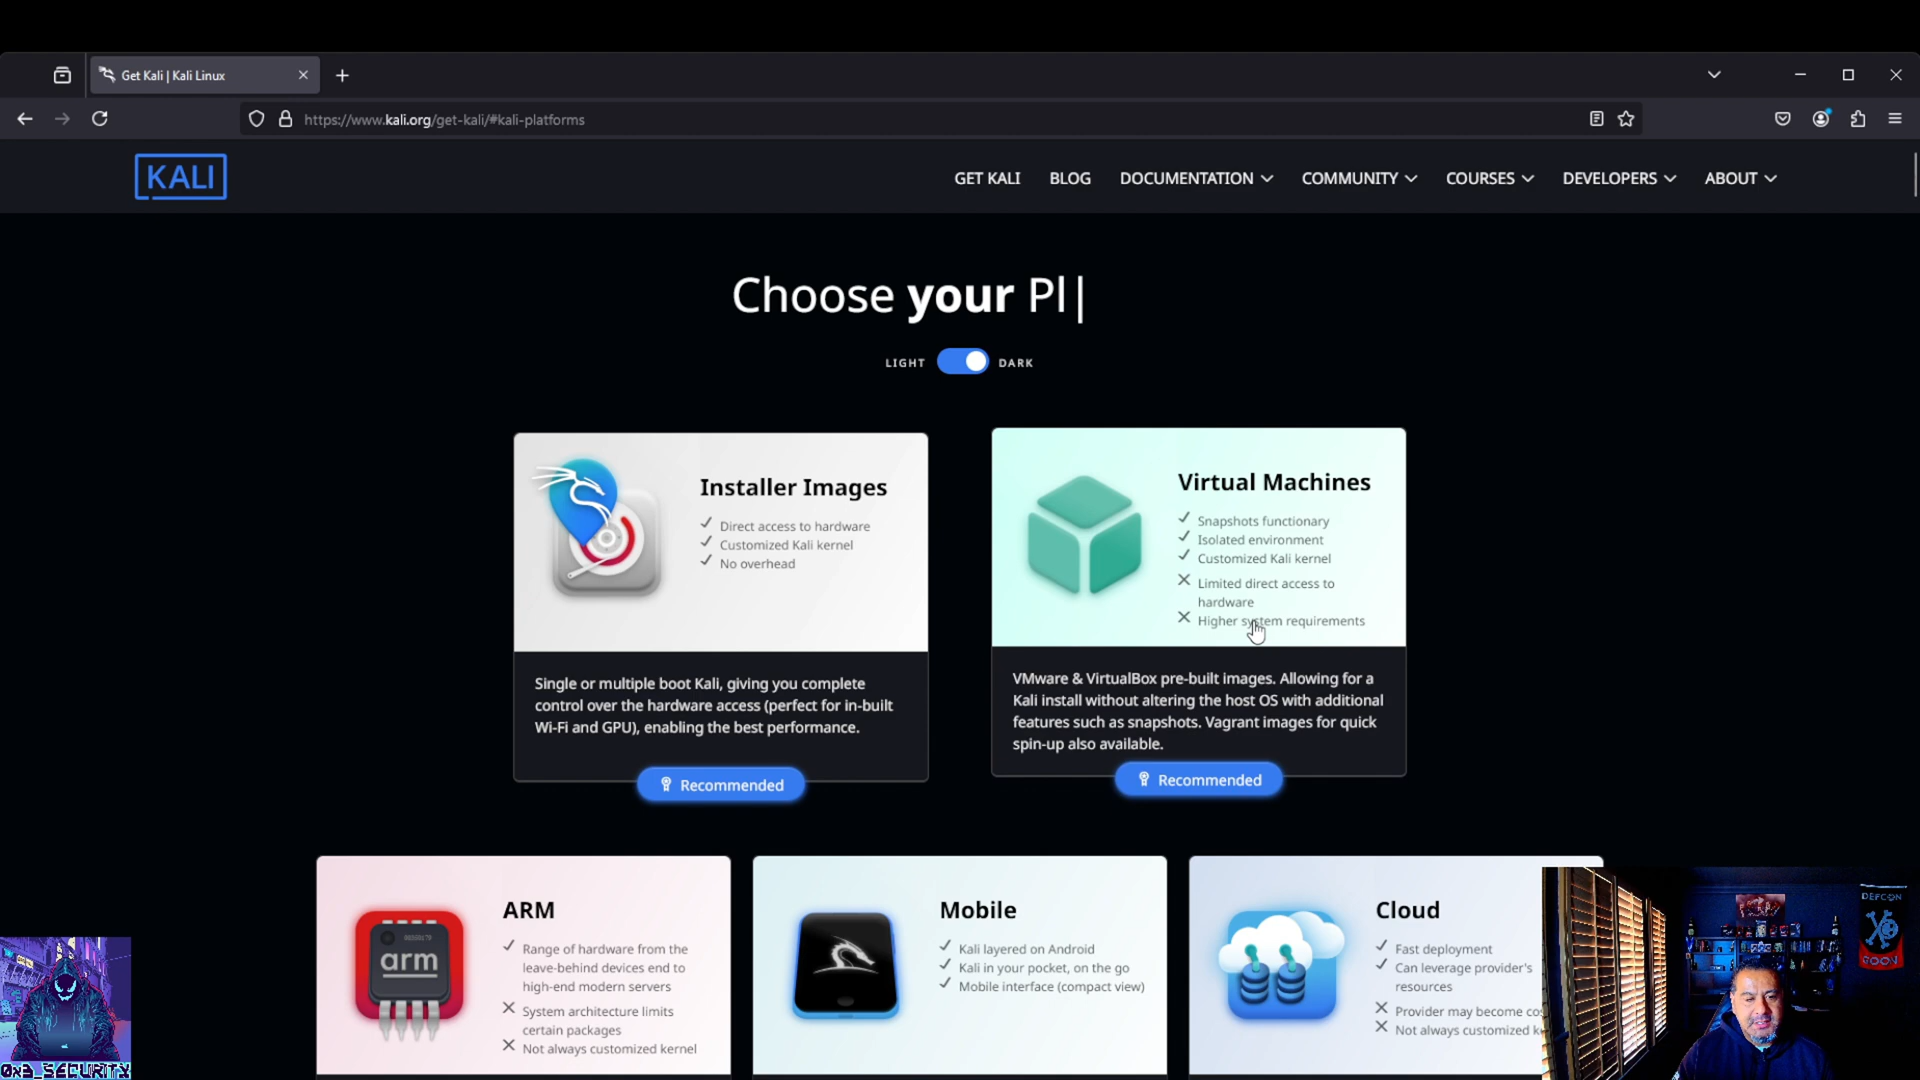 Get Kali | Kali Linux
https://www.kali.org/get-kali/#kali-platforms
KALI
GET KALI
BLOG
DOCUMENTATION
COMMUNITY
COURSES
DEVELOPERS
ABOUT
Choose your Pl|
LIGHT
DARK
Installer Images
Direct access to hardware
Customized Kali kernel
No overhead
Single or multiple boot Kali, giving you complete
control over the hardware access (perfect for in-built
Wi-Fi and GPU), enabling the best performance.
Recommended
Virtual Machines
Snapshots functionary
Isolated environment
Customized Kali kernel
Limited direct access to
hardware
Higher system requirements
VMware & VirtualBox pre-built images. Allowing for a
Kali install without altering the host OS with additional
features such as snapshots. Vagrant images for quick
spin-up also available.
Recommended
arm
ARM
Range of hardware from the
leave-behind devices end to
high-end modern servers
System architecture limits
certain packages
Not always customized kernel
Mobile
Kali layered on Android
Kali in your pocket, on the go
Mobile interface (compact view)
Cloud
Fast deployment
Can leverage provider's
resources
Provider may become co
Not always customized k
DEFCON
GOON
0x3_SECURITY